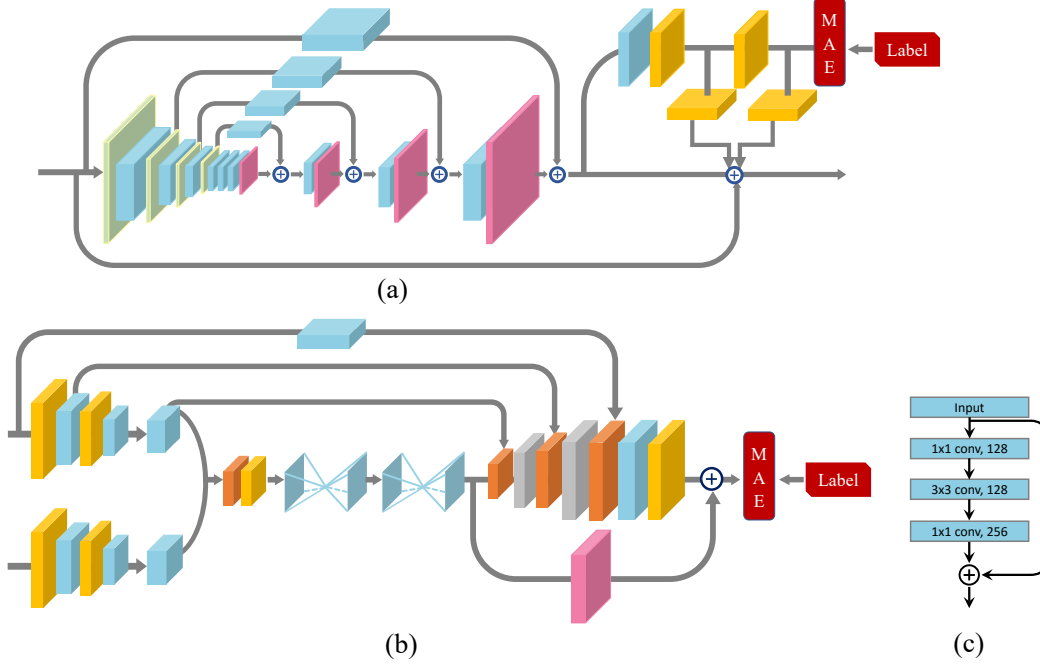 M
A
E
Label
(a)
M
A
E
Label
(b)
Input
1x1 conv, 128
3x3 conv, 128
1x1 conv, 256
(c)